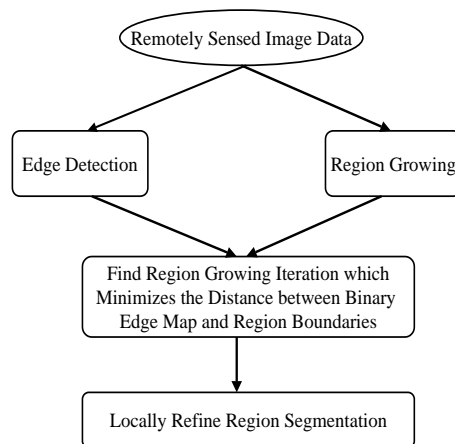 Remotely Sensed Image Data
Edge Detection
Region Growing
Find Region Growing Iteration which
Minimizes the Distance between Binary
Edge Map and Region Boundaries
Locally Refine Region Segmentation